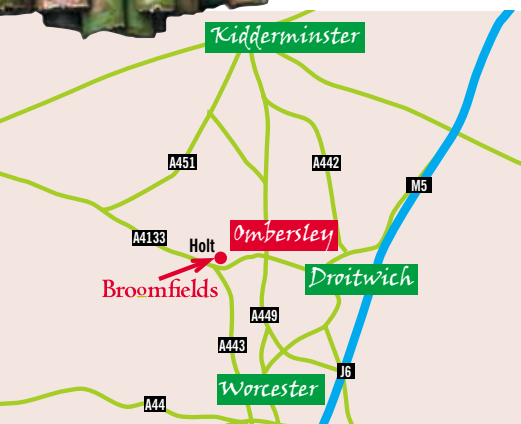 Kidderminster
A451
A442
M5
A4133
Holt
Ombersley
Broomfields
Droitwich
A449
A443
J6
Worcester
A44